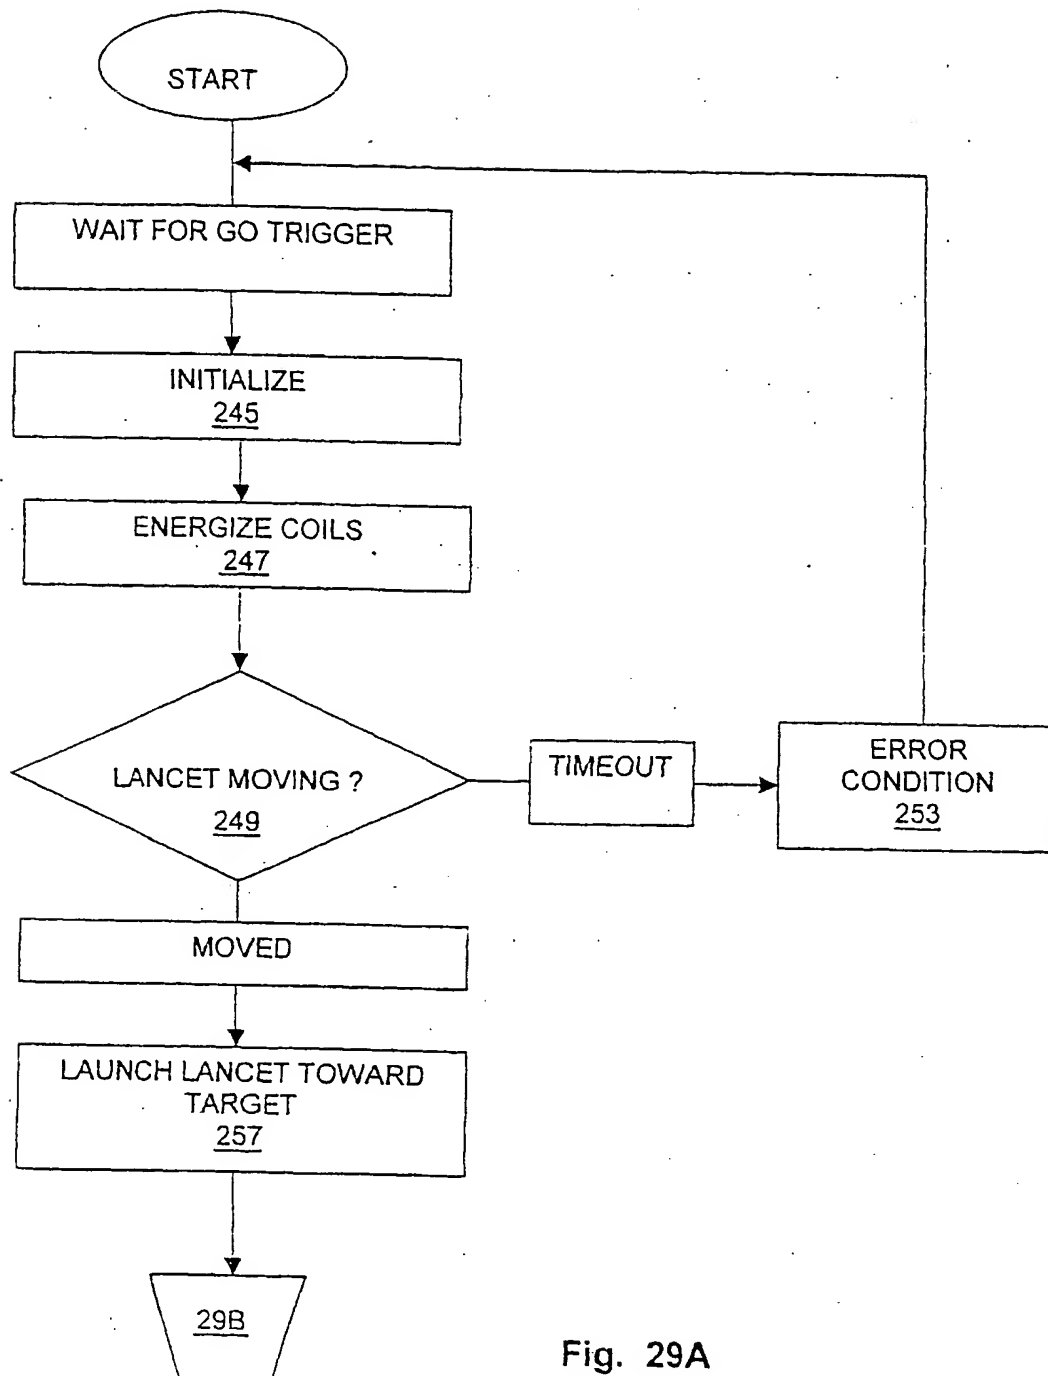 START
WAIT FOR GO TRIGGER
INITIALIZE
245
ENERGIZE COILS
247
LANCET MOVING ?
249
TIMEOUT
ERROR
CONDITION
253
MOVED
LAUNCH LANCET TOWARD
TARGET
257
29B
Fig. 29A